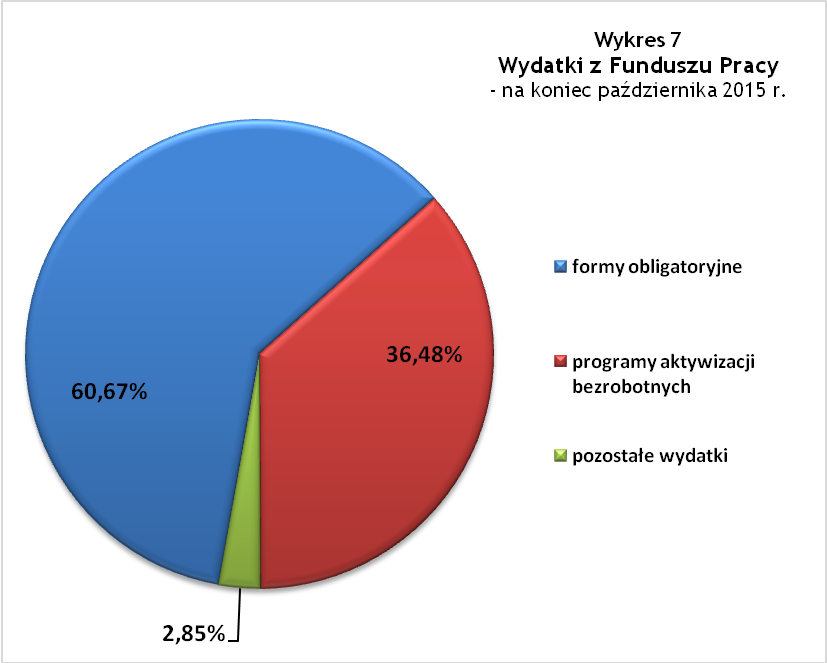 Wykres 7
Wydatki z Funduszu Pracy
- na koniec października 2015 r.
formy obligatoryjne
36,48%
programy aktywizacji
bezrobotnych
60,67%
pozostałe wydatki
2,85%